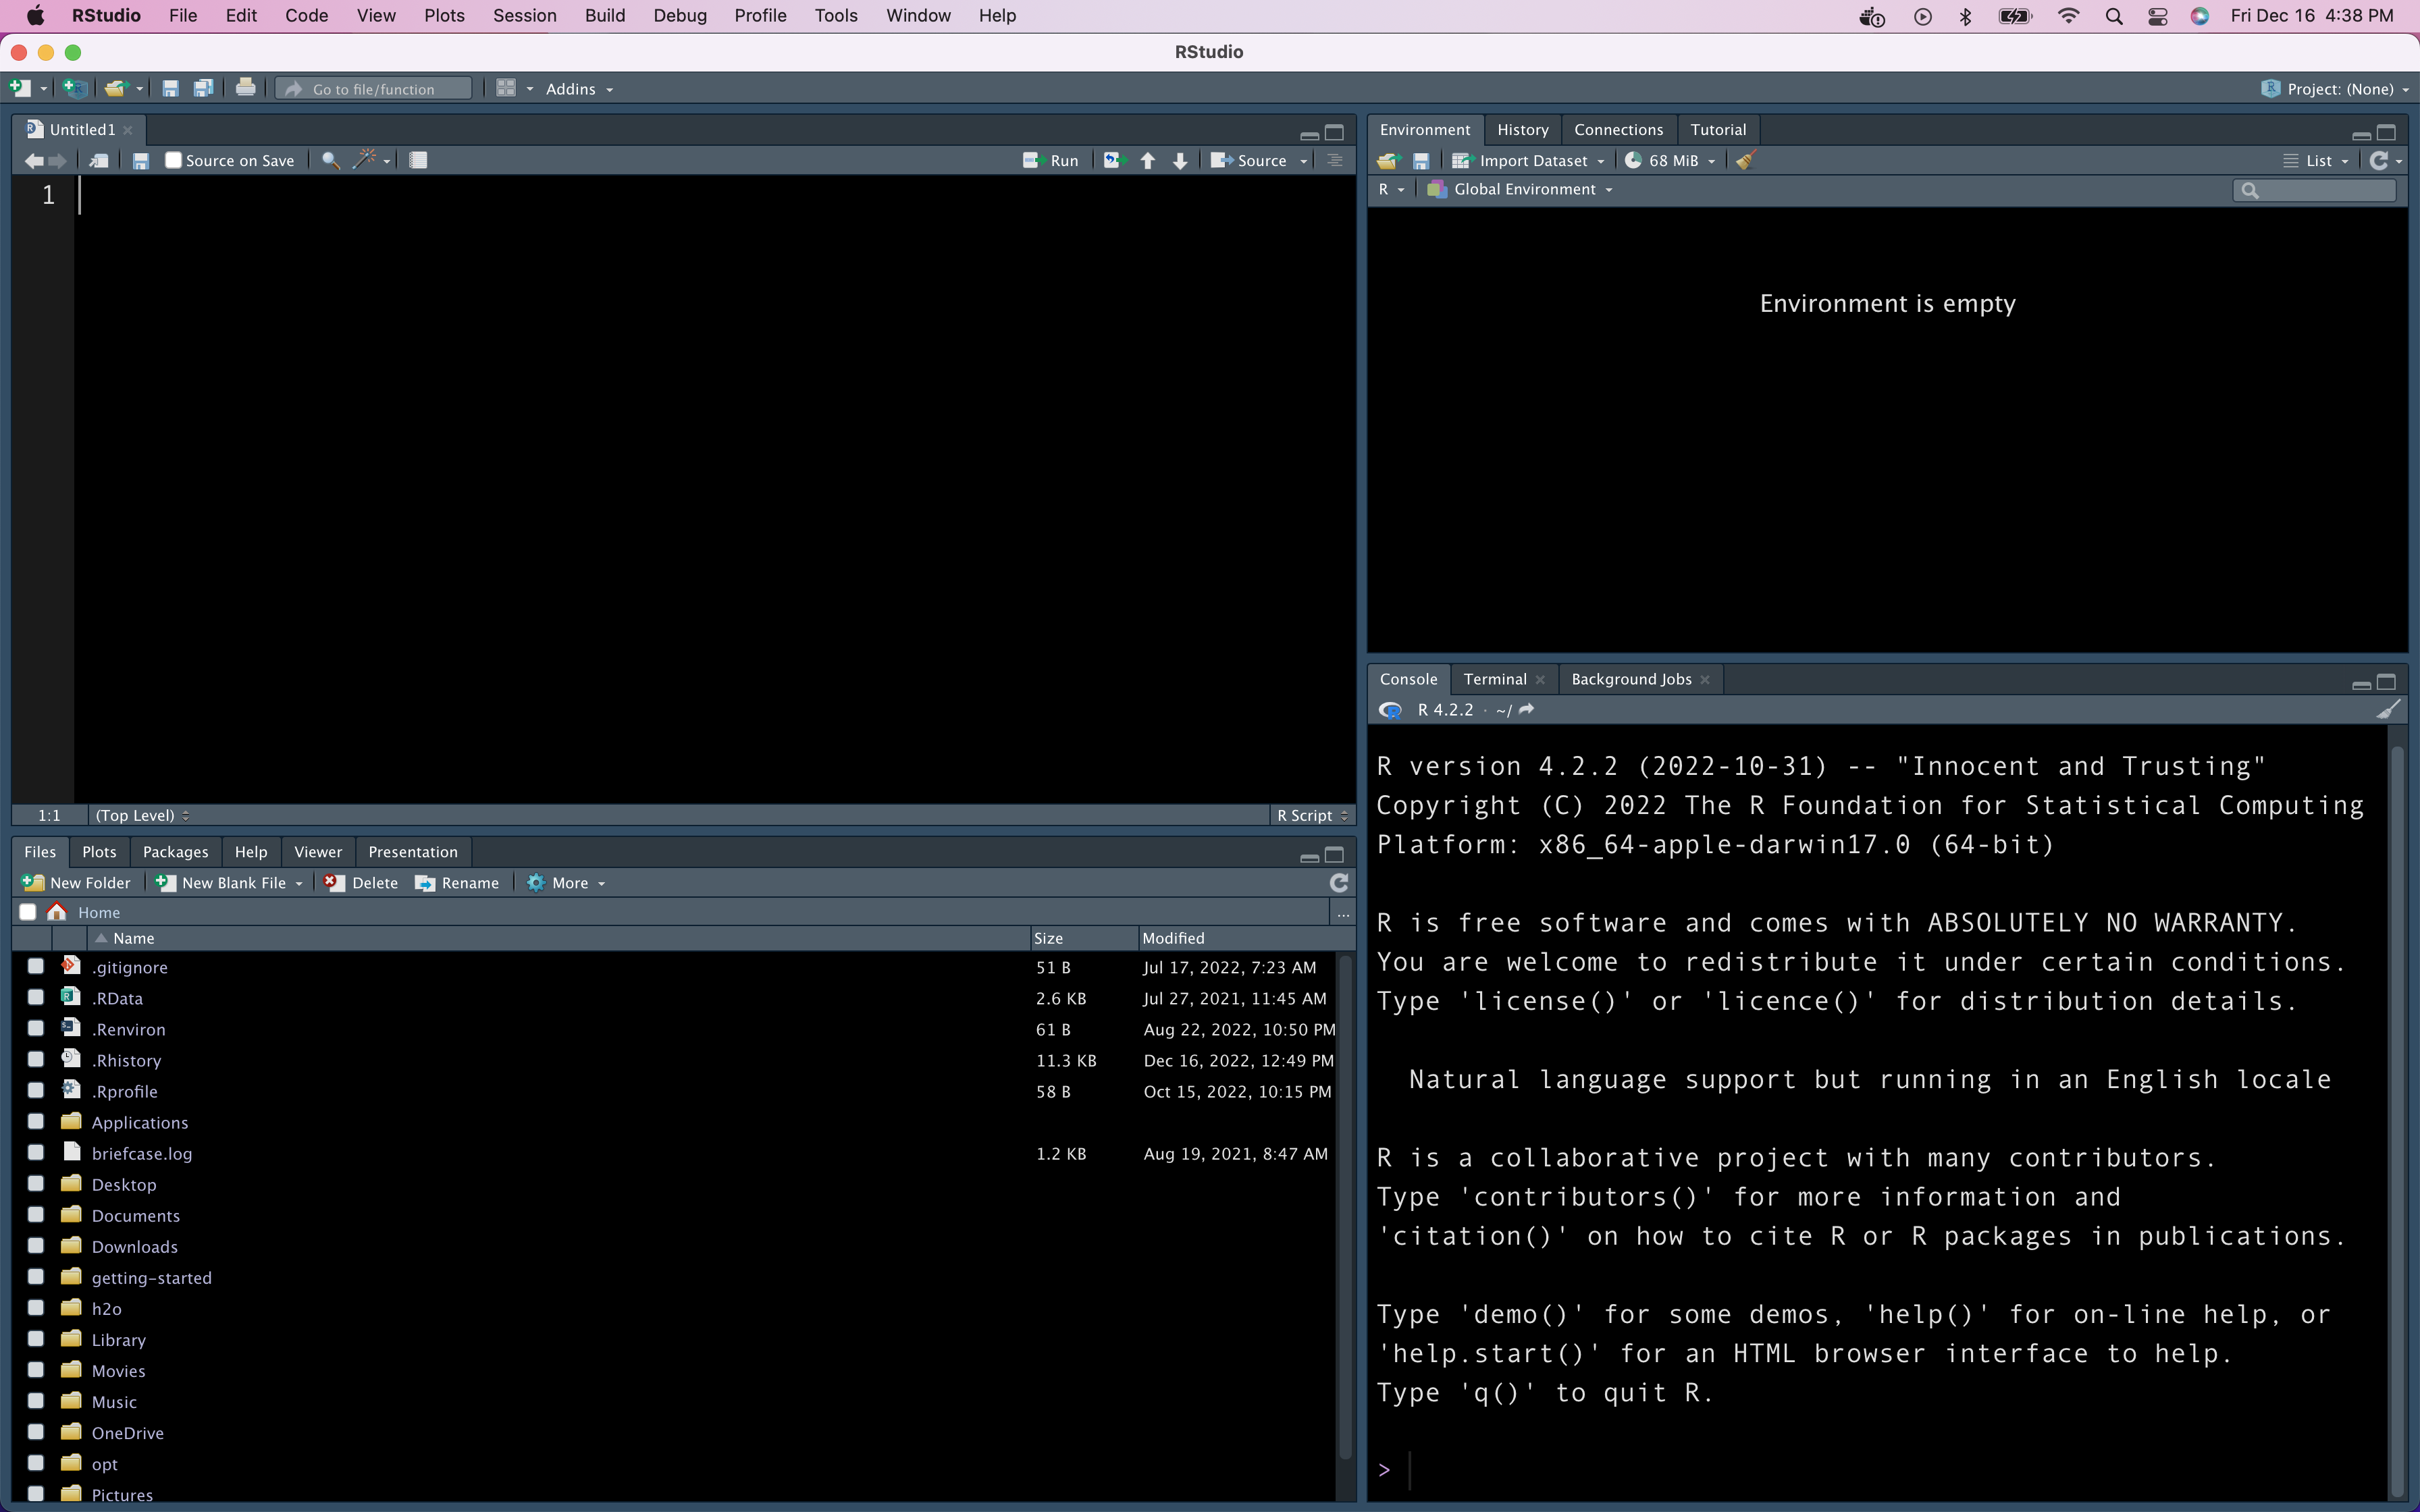 RStudio File Edit Code View Plots Session Build Debug Profile Tools Window Help Fri Dec 16 4:38 PM
RStudio
Go to file/function Addins Project: (None)
Untitled1
Source on Save Run Source
1
1:1 (Top Level) R Script
Environment History Connections Tutorial
Import Dataset 68 MiB List
R Global Environment
Environment is empty
Files Plots Packages Help Viewer Presentation
New Folder New Blank File Delete Rename More
Home ...
Name Size Modified
.gitignore 51 B Jul 17, 2022, 7:23 AM
.RData 2.6 KB Jul 27, 2021, 11:45 AM
.Renviron 61 B Aug 22, 2022, 10:50 PM
.Rhistory 11.3 KB Dec 16, 2022, 12:49 PM
.Rprofile 58 B Oct 15, 2022, 10:15 PM
Applications
briefcase.log 1.2 KB Aug 19, 2021, 8:47 AM
Desktop
Documents
Downloads
getting-started
h2o
Library
Movies
Music
OneDrive
opt
Pictures
Console Terminal Background Jobs
R 4.2.2 · ~/
R version 4.2.2 (2022-10-31) -- "Innocent and Trusting"
Copyright (C) 2022 The R Foundation for Statistical Computing
Platform: x86_64-apple-darwin17.0 (64-bit)
R is free software and comes with ABSOLUTELY NO WARRANTY.
You are welcome to redistribute it under certain conditions.
Type 'license()' or 'licence()' for distribution details.
Natural language support but running in an English locale
R is a collaborative project with many contributors.
Type 'contributors()' for more information and
'citation()' on how to cite R or R packages in publications.
Type 'demo()' for some demos, 'help()' for on-line help, or
'help.start()' for an HTML browser interface to help.
Type 'q()' to quit R.
>